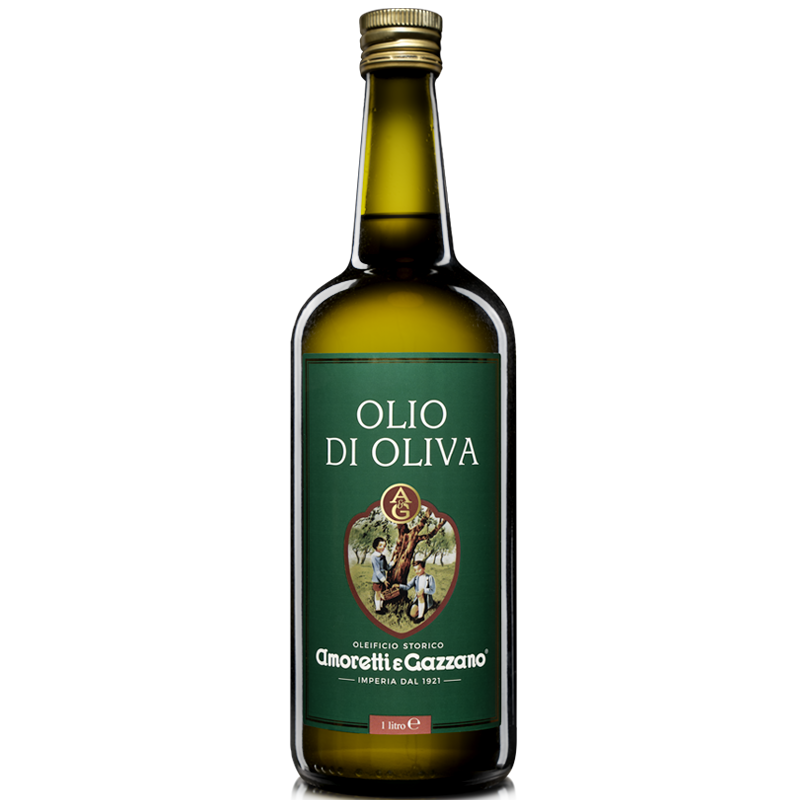 OLIO
DI OLIVA
A&G
OLEIFICIO STORICO
Amoretti e Gazzano®
IMPERIA DAL 1921
1 litro ℮